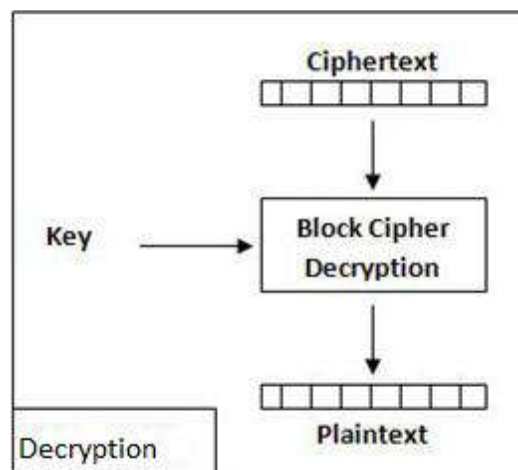 Ciphertext
Key
Block Cipher
Decryption
Plaintext
Decryption